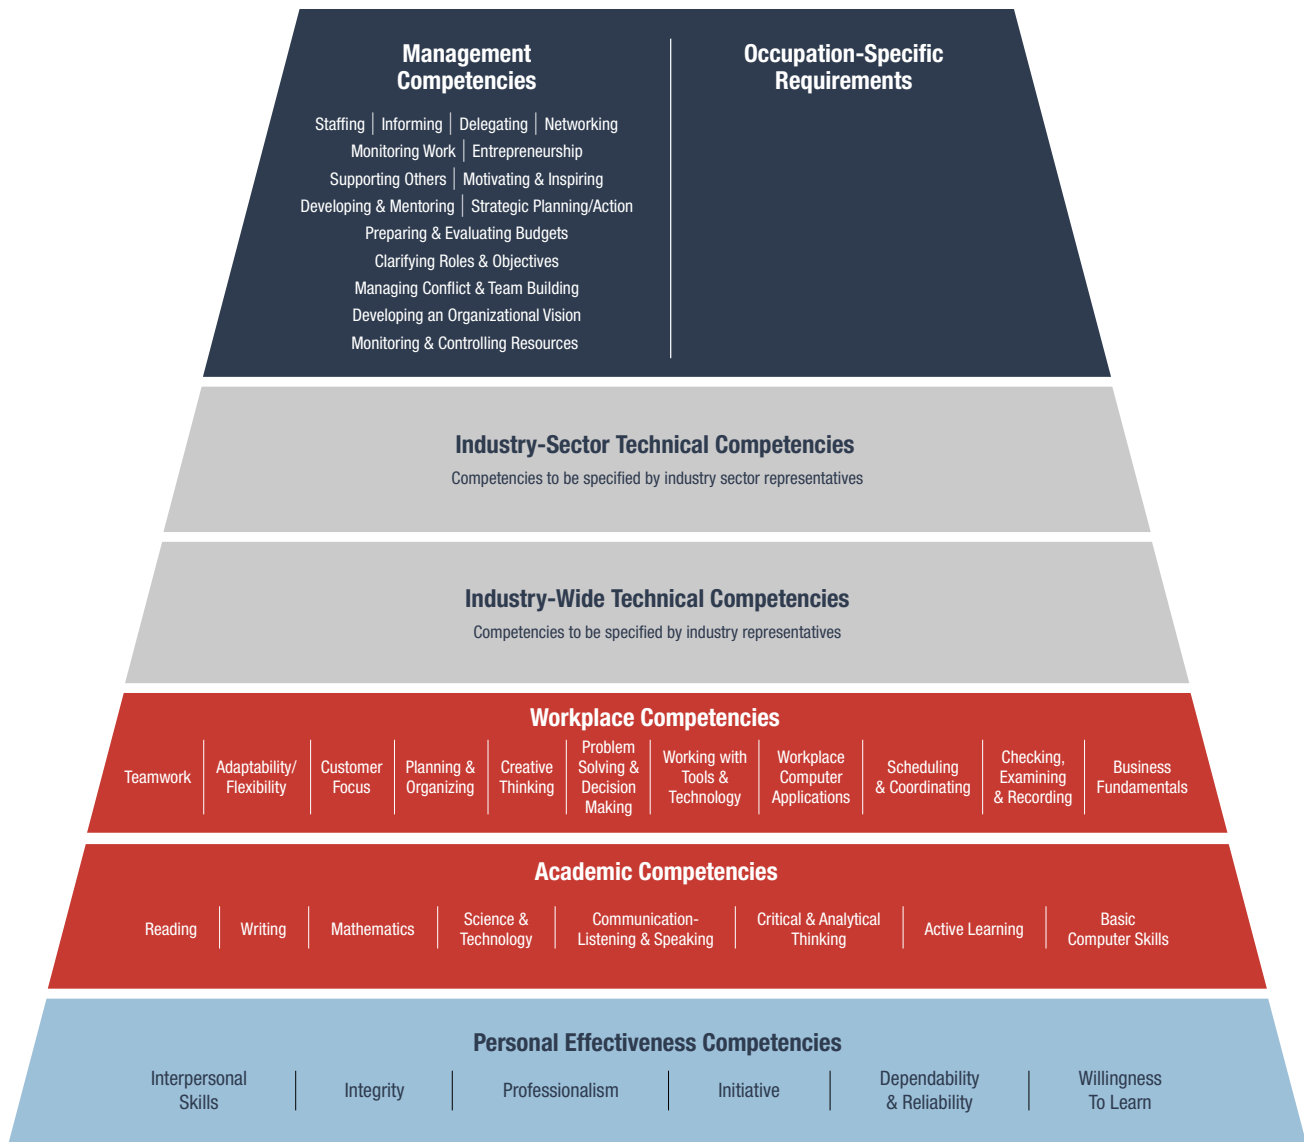 Management
Competencies
Staffing | Informing | Delegating | Networking
Monitoring Work | Entrepreneurship
Supporting Others | Motivating & Inspiring
Developing & Mentoring | Strategic Planning/Action
Preparing & Evaluating Budgets
Clarifying Roles & Objectives
Managing Conflict & Team Building
Developing an Organizational Vision
Monitoring & Controlling Resources
Occupation-Specific
Requirements
Industry-Sector Technical Competencies
Competencies to be specified by industry sector representatives
Industry-Wide Technical Competencies
Competencies to be specified by industry representatives
Workplace Competencies
Teamwork
Adaptability/
Flexibility
Customer
Focus
Planning &
Organizing
Creative
Thinking
Problem
Solving &
Decision
Making
Working with
Tools &
Technology
Workplace
Computer
Applications
Scheduling
& Coordinating
Checking,
Examining
& Recording
Business
Fundamentals
Academic Competencies
Reading
Writing
Mathematics
Science &
Technology
Communication-
Listening & Speaking
Critical & Analytical
Thinking
Active Learning
Basic
Computer Skills
Personal Effectiveness Competencies
Interpersonal
Skills
Integrity
Professionalism
Initiative
Dependability
& Reliability
Willingness
To Learn